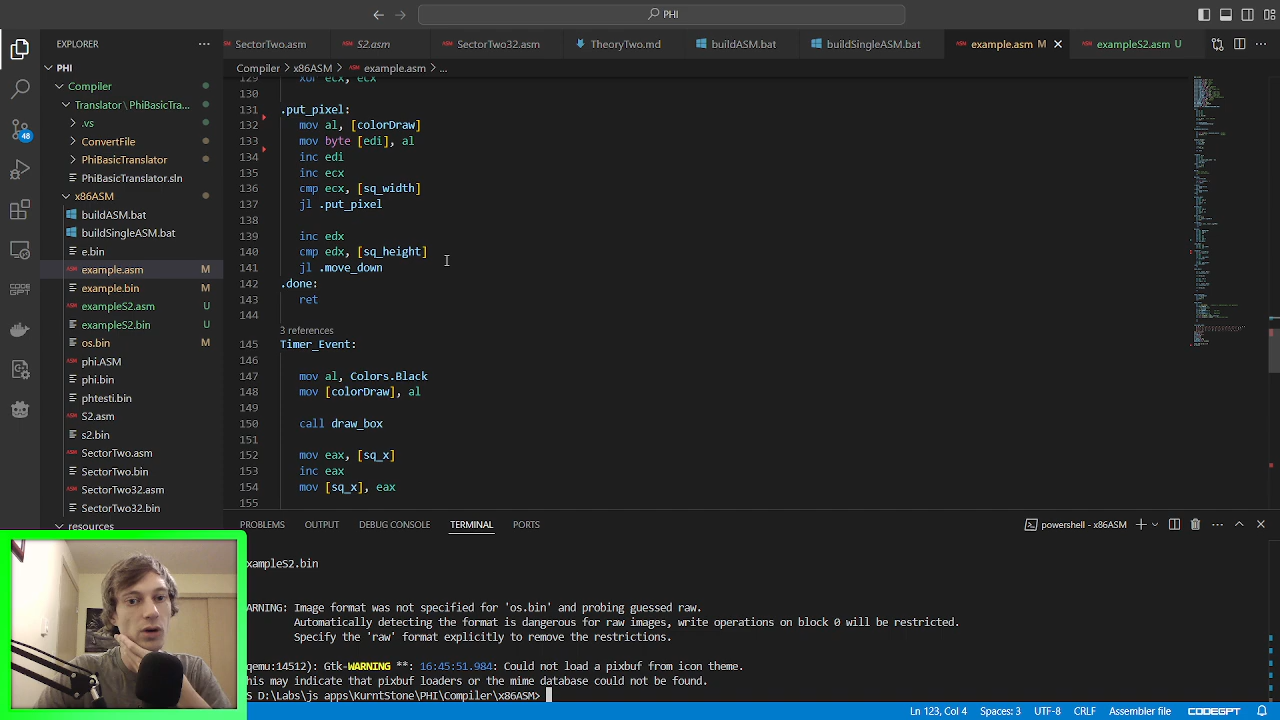 PHI
EXPLORER
SectorTwo.asm
S2.asm
SectorTwo32.asm
TheoryTwo.md
buildASM.bat
buildSingleASM.bat
example.asm M
exampleS2.asm U
PHI
Compiler
Translator \ PhiBasicTra...
.vs
ConvertFile
PhiBasicTranslator
PhiBasicTranslator.sln
x86ASM
buildASM.bat
buildSingleASM.bat
e.bin
example.asm M
example.bin M
exampleS2.asm U
exampleS2.bin U
os.bin M
phi.ASM
phi.bin
phtesti.bin
S2.asm
s2.bin
SectorTwo.asm
SectorTwo.bin
SectorTwo32.asm
SectorTwo32.bin
resources
48
Compiler > x86ASM > example.asm > ...
129 xor ecx, ecx
130
131 .put_pixel:
132 mov al, [colorDraw]
133 mov byte [edi], al
134 inc edi
135 inc ecx
136 cmp ecx, [sq_width]
137 jl .put_pixel
138
139 inc edx
140 cmp edx, [sq_height]
141 jl .move_down
142 .done:
143 ret
144
3 references
145 Timer_Event:
146
147 mov al, Colors.Black
148 mov [colorDraw], al
149
150 call draw_box
151
152 mov eax, [sq_x]
153 inc eax
154 mov [sq_x], eax
155
PROBLEMS OUTPUT DEBUG CONSOLE TERMINAL PORTS
powershell - x86ASM
xampleS2.bin
ARNING: Image format was not specified for 'os.bin' and probing guessed raw.
Automatically detecting the format is dangerous for raw images, write operations on block 0 will be restricted.
Specify the 'raw' format explicitly to remove the restrictions.
qemu:14512): Gtk-WARNING **: 16:45:51.984: Could not load a pixbuf from icon theme.
his may indicate that pixbuf loaders or the mime database could not be found.
S D:\Labs\js apps\KurntStone\PHI\Compiler\x86ASM>
Ln 123, Col 4 Spaces: 3 UTF-8 CRLF Assembler file CODEGPT